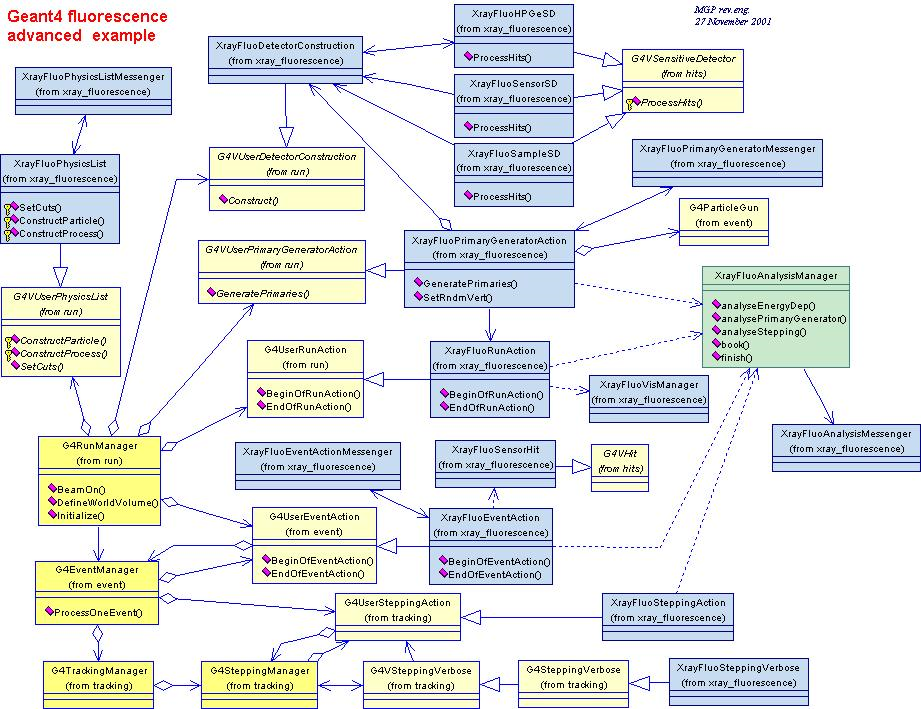 Geant4 fluorescence
advanced example
MGP rev.eng.
27 November 2001
XrayFluoHPGeSD
(from xray_fluorescence)
ProcessHits()
XrayFluoDetectorConstruction
(from xray_fluorescence)
G4VSensitiveDetector
(from hits)
ProcessHits()
XrayFluoPhysicsListMessenger
(from xray_fluorescence)
XrayFluoSensorSD
(from xray_fluorescence)
ProcessHits()
XrayFluoPhysicsList
(from xray_fluorescence)
SetCuts()
ConstructParticle()
ConstructProcess()
G4VUserDetectorConstruction
(from run)
Construct()
XrayFluoSampleSD
(from xray_fluorescence)
ProcessHits()
XrayFluoPrimaryGeneratorMessenger
(from xray_fluorescence)
G4ParticleGun
(from event)
G4VUserPrimaryGeneratorAction
(from run)
GeneratePrimaries()
XrayFluoPrimaryGeneratorAction
(from xray_fluorescence)
GeneratePrimaries()
SetRndmVert()
XrayFluoAnalysisManager
analyseEnergyDep()
analysePrimaryGenerator()
analyseStepping()
book()
finish()
G4VUserPhysicsList
(from run)
ConstructParticle()
ConstructProcess()
SetCuts()
G4UserRunAction
(from run)
BeginOfRunAction()
EndOfRunAction()
XrayFluoRunAction
(from xray_fluorescence)
BeginOfRunAction()
EndOfRunAction()
XrayFluoVisManager
(from xray_fluorescence)
XrayFluoAnalysisMessenger
(from xray_fluorescence)
G4RunManager
(from run)
BeamOn()
DefineWorldVolume()
Initialize()
XrayFluoEventActionMessenger
(from xray_fluorescence)
XrayFluoSensorHit
(from xray_fluorescence)
G4VHit
(from hits)
G4UserEventAction
(from event)
BeginOfEventAction()
EndOfEventAction()
XrayFluoEventAction
(from xray_fluorescence)
BeginOfEventAction()
EndOfEventAction()
G4EventManager
(from event)
ProcessOneEvent()
G4UserSteppingAction
(from tracking)
XrayFluoSteppingAction
(from xray_fluorescence)
G4TrackingManager
(from tracking)
G4SteppingManager
(from tracking)
G4VSteppingVerbose
(from tracking)
G4SteppingVerbose
(from tracking)
XrayFluoSteppingVerbose
(from xray_fluorescence)